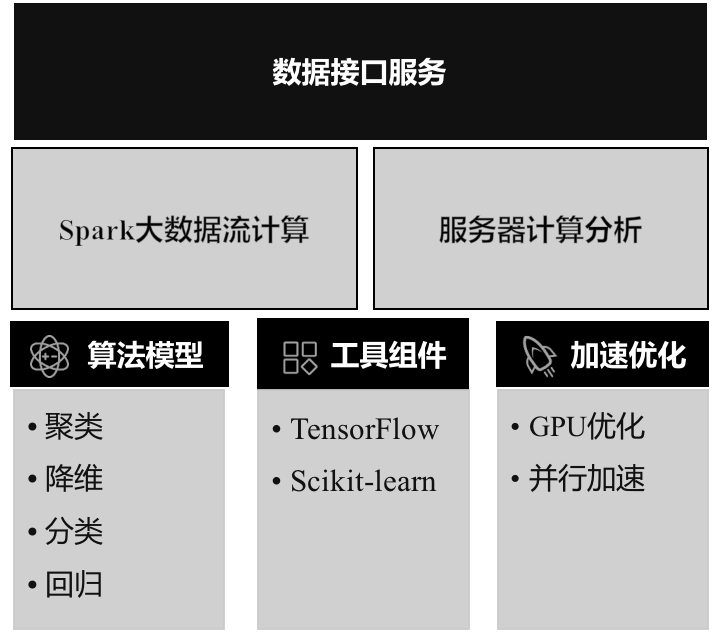 数据接口服务
Spark大数据流计算
服务器计算分析
算法模型
• 聚类
• 降维
• 分类
• 回归
工具组件
• TensorFlow
• Scikit-learn
加速优化
• GPU优化
• 并行加速